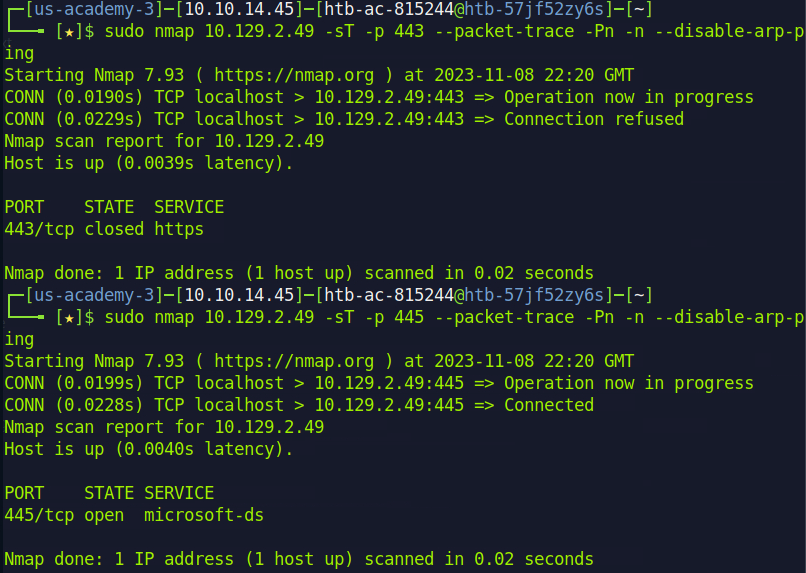 ┌─[us-academy-3]─[10.10.14.45]─[htb-ac-815244@htb-57jf52zy6s]─[~]
└──╼ [★]$ sudo nmap 10.129.2.49 -sT -p 443 --packet-trace -Pn -n --disable-arp-p
ing
Starting Nmap 7.93 ( https://nmap.org ) at 2023-11-08 22:20 GMT
CONN (0.0190s) TCP localhost > 10.129.2.49:443 => Operation now in progress
CONN (0.0229s) TCP localhost > 10.129.2.49:443 => Connection refused
Nmap scan report for 10.129.2.49
Host is up (0.0039s latency).

PORT    STATE  SERVICE
443/tcp closed https

Nmap done: 1 IP address (1 host up) scanned in 0.02 seconds
┌─[us-academy-3]─[10.10.14.45]─[htb-ac-815244@htb-57jf52zy6s]─[~]
└──╼ [★]$ sudo nmap 10.129.2.49 -sT -p 445 --packet-trace -Pn -n --disable-arp-p
ing
Starting Nmap 7.93 ( https://nmap.org ) at 2023-11-08 22:20 GMT
CONN (0.0199s) TCP localhost > 10.129.2.49:445 => Operation now in progress
CONN (0.0228s) TCP localhost > 10.129.2.49:445 => Connected
Nmap scan report for 10.129.2.49
Host is up (0.0040s latency).

PORT    STATE SERVICE
445/tcp open  microsoft-ds

Nmap done: 1 IP address (1 host up) scanned in 0.02 seconds